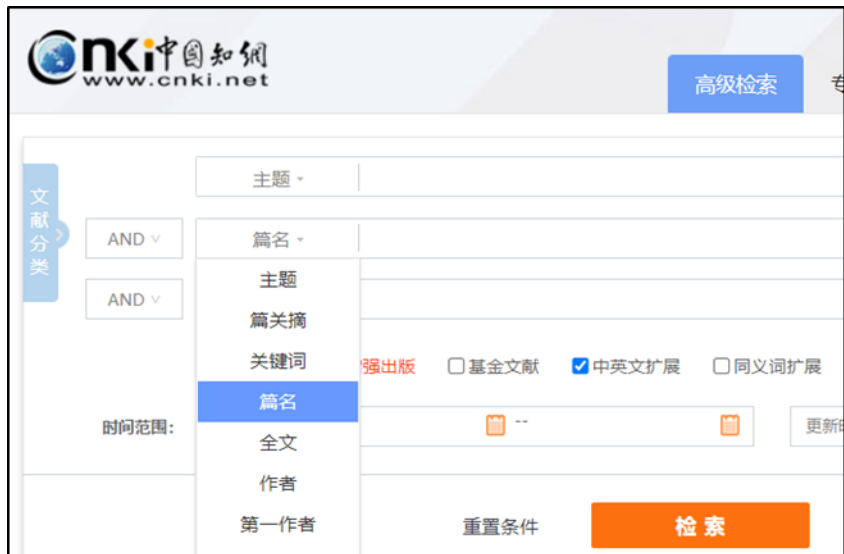 cnki中国知网
www.cnki.net
高级检索
主题
文献分类
AND
篇名
AND
主题
篇关摘
关键词
强出版
基金文献
中英文扩展
同义词扩展
篇名
时间范围:
--
更新
全文
作者
第一作者
重置条件
检索